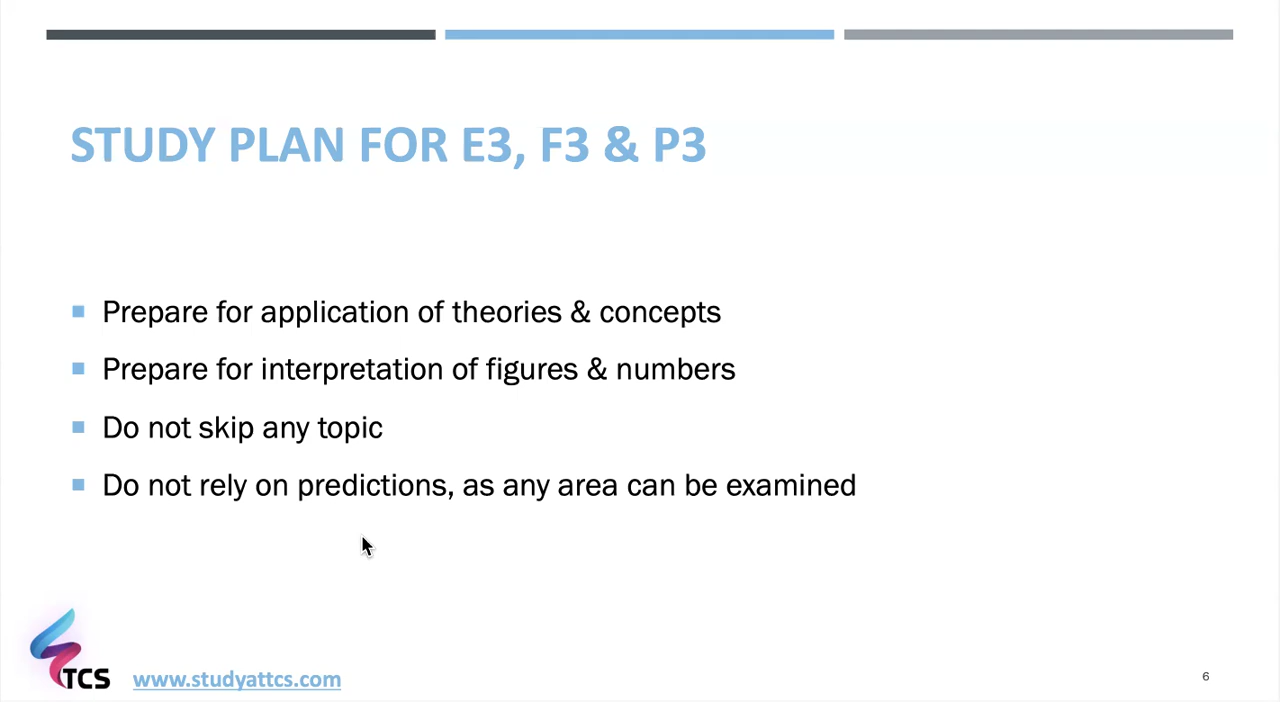 STUDY PLAN FOR E3, F3 & P3
Prepare for application of theories & concepts
Prepare for interpretation of figures & numbers
Do not skip any topic
Do not rely on predictions, as any area can be examined
TCS
www.studyattcs.com
6